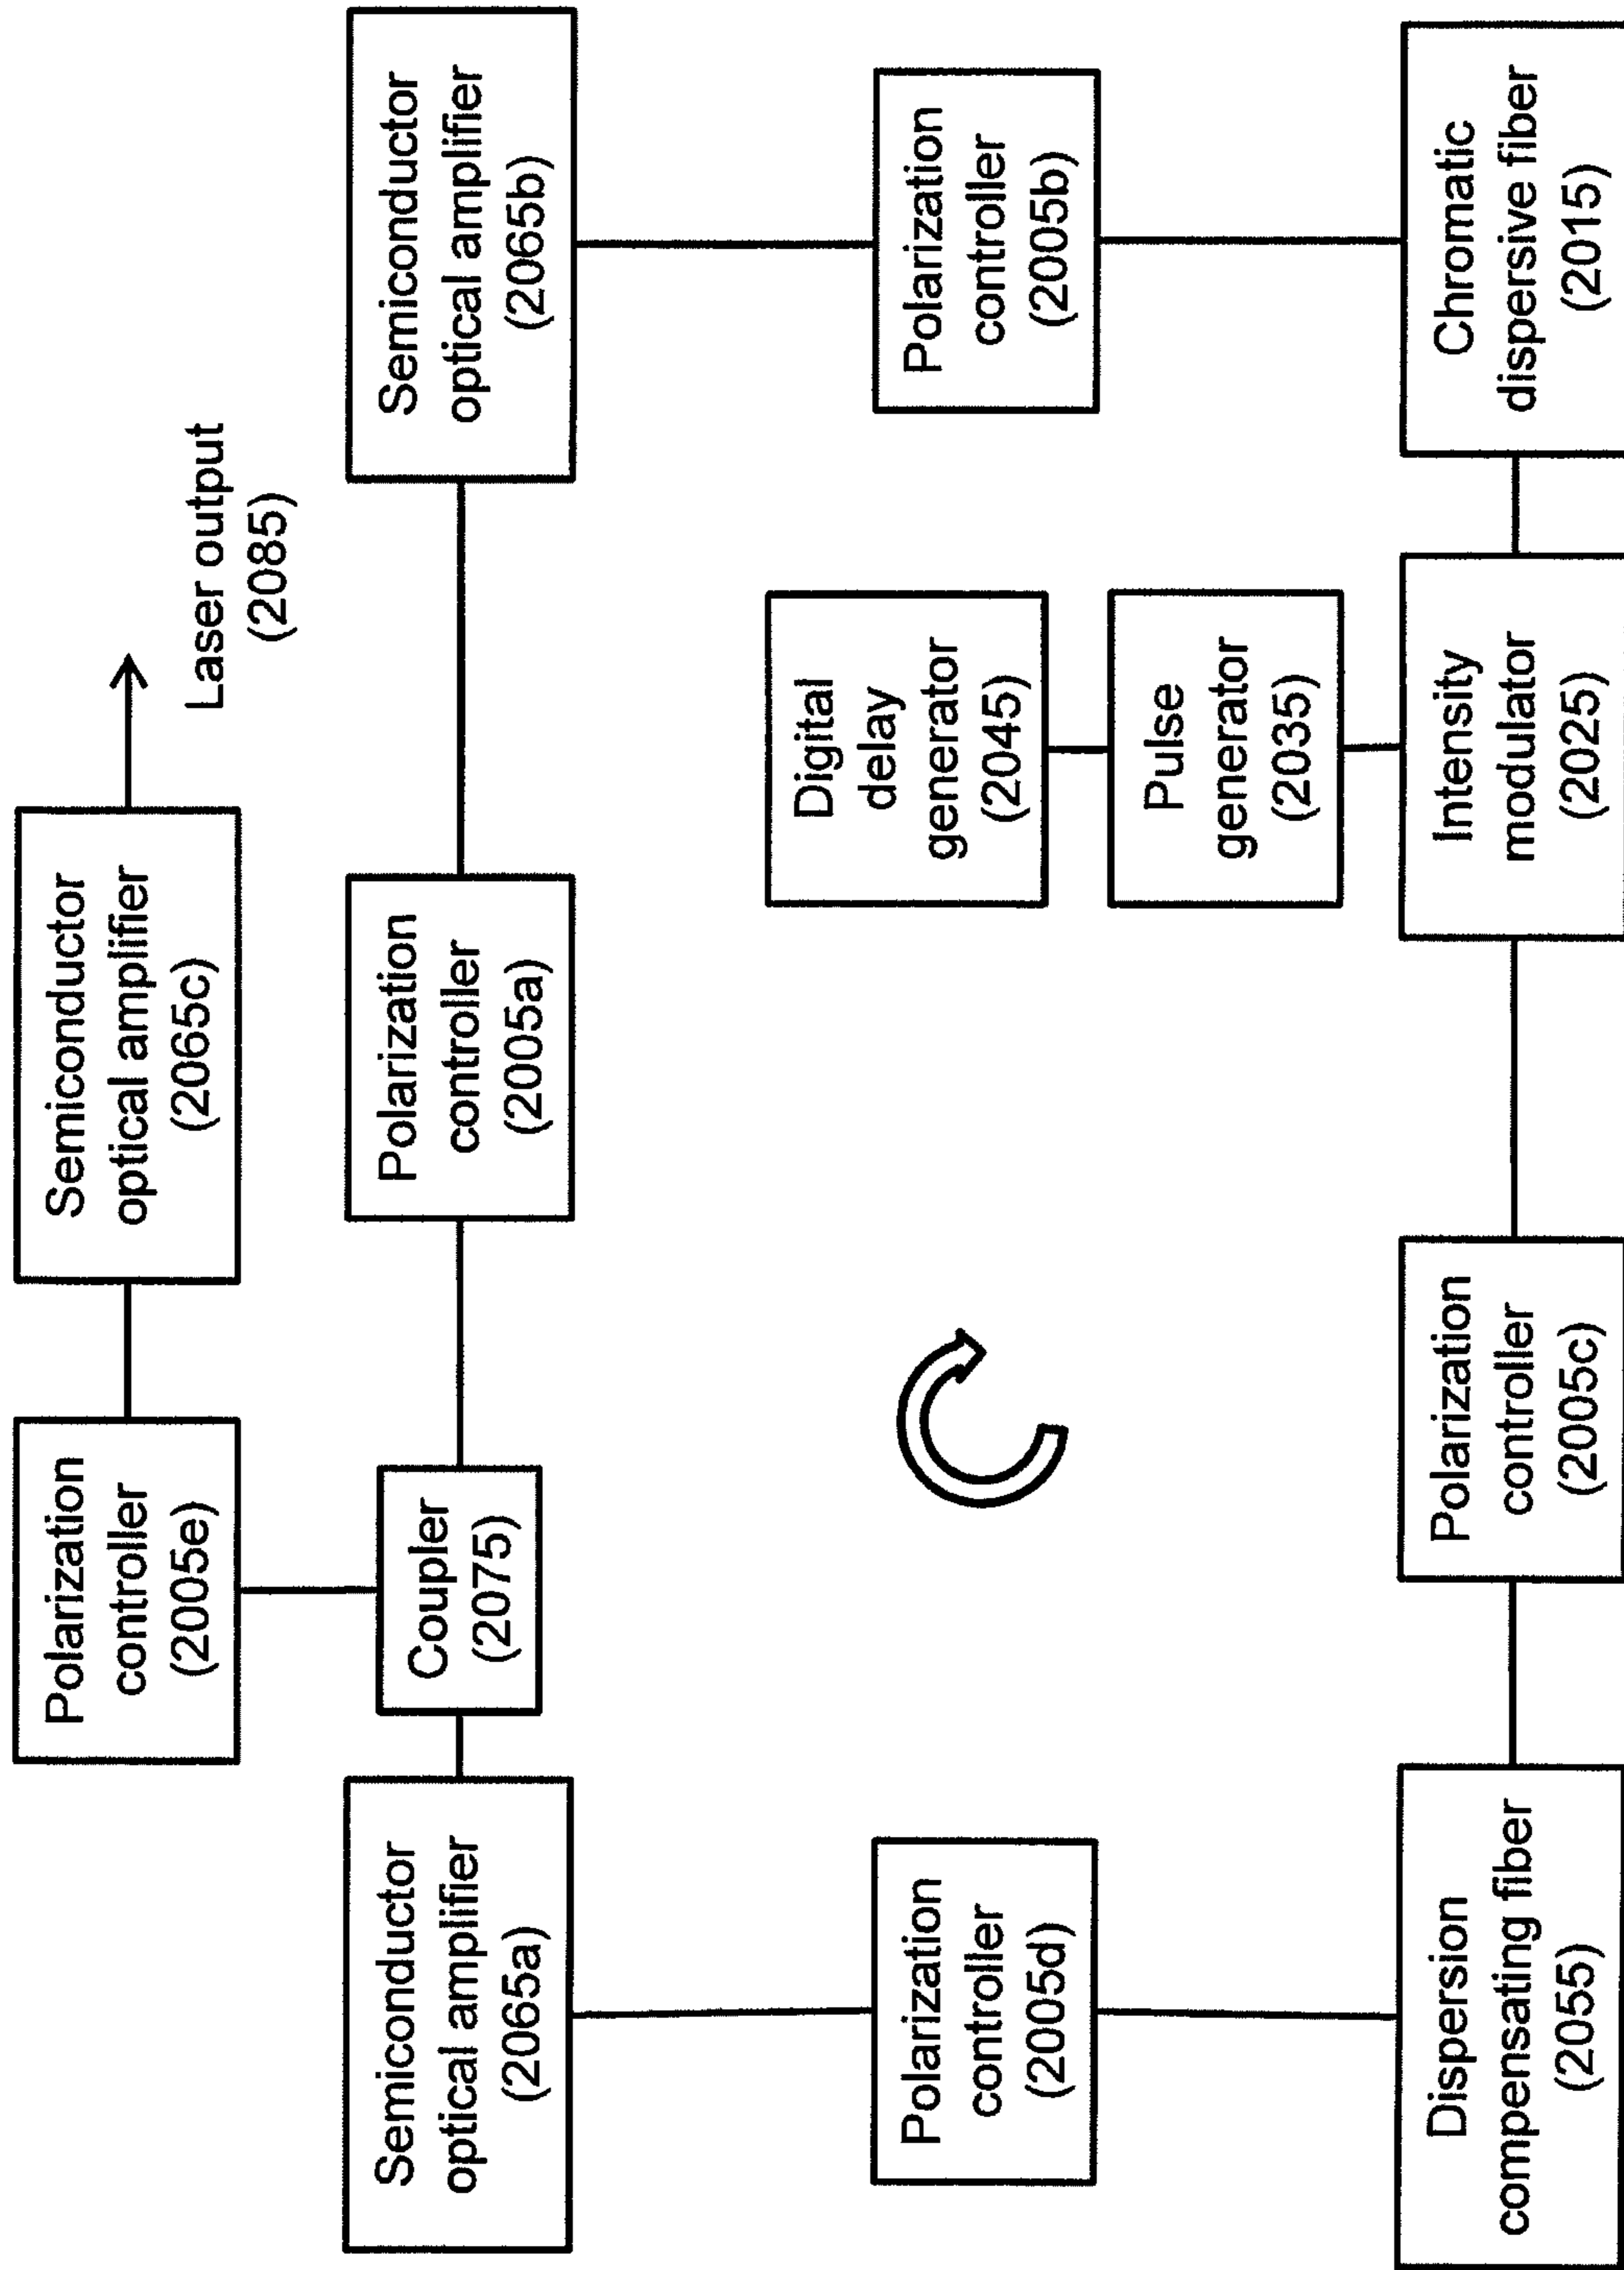 Polarization
controller
(2005e)
Semiconductor
optical amplifier
(2065c)
Laser output
(2085)
Semiconductor
optical amplifier
(2065a)
Coupler
(2075)
Polarization
controller
(2005a)
Semiconductor
optical amplifier
(2065b)
Polarization
controller
(2005d)
Digital
delay
generator
(2045)
Polarization
controller
(2005b)
Pulse
generator
(2035)
Dispersion
compensating fiber
(2055)
Polarization
controller
(2005c)
Intensity
modulator
(2025)
Chromatic
dispersive fiber
(2015)